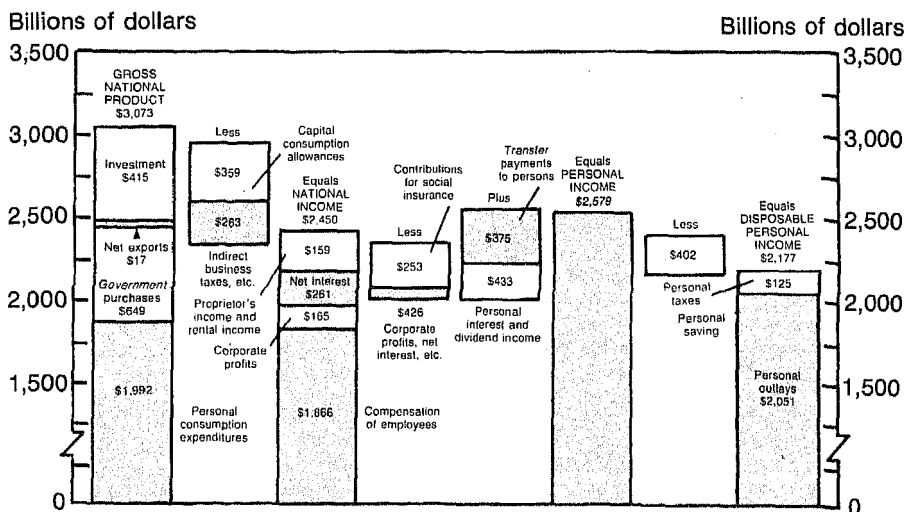 Billions of dollars
Billions of dollars
3,500
3,000
2,500
2,000
1,500
0
3,500
3,000
2,500
2,000
1,500
0
GROSS
NATIONAL
PRODUCT
$3,073
Investment
$415
Net exports
$17
Government
purchases
$649
$1,992
Personal
consumption
expenditures
Less
$359
$263
Capital
consumption
allowances
Indirect
business
taxes, etc.
Equals
NATIONAL
INCOME
$2,450
$159
Net interest
$261
$165
$1,866
Proprietor's
income and
rental income
Corporate
profits
Compensation
of employees
Contributions
for social
insurance
Less
$253
$426
Corporate
profits, net
interest, etc.
Transfer
payments
to persons
Plus
$375
$433
Personal
interest and
dividend income
Equals
PERSONAL
INCOME
$2,579
Less
$402
Personal
taxes
Personal
saving
Equals
DISPOSABLE
PERSONAL
INCOME
$2,177
$125
Personal
outlays
$2,051